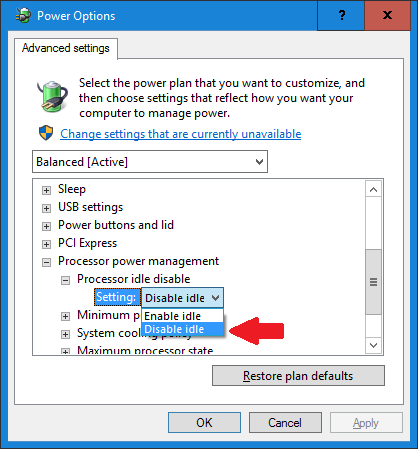 Power Options
Advanced settings
Select the power plan that you want to customize, and
then choose settings that reflect how you want your
computer to manage power.
Change settings that are currently unavailable
Balanced [Active]
Sleep
USB settings
Power buttons and lid
PCI Express
Processor power management
Processor idle disable
Setting: Disable idle
Enable idle
Minimum p
Disable idle
System cooling policy
Maximum processor state
Restore plan defaults
OK Cancel Apply